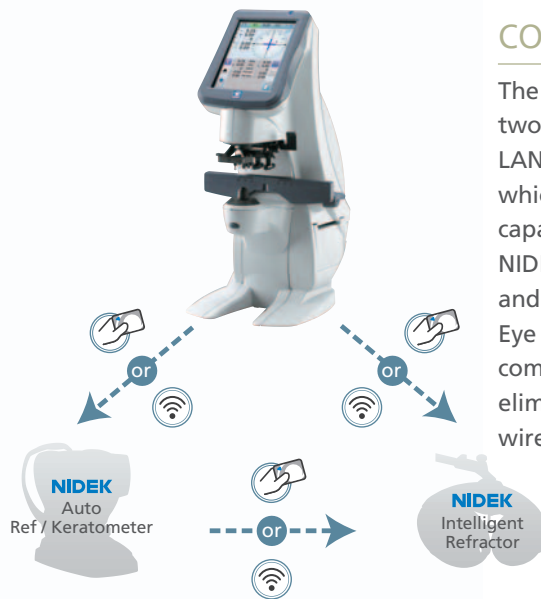 CO
The
two
LAN
whic
capa
NID
and
Eye
com
elim
wire
or
or
NIDEK
Auto
Ref / Keratometer
or
NIDEK
Intelligent
Refractor